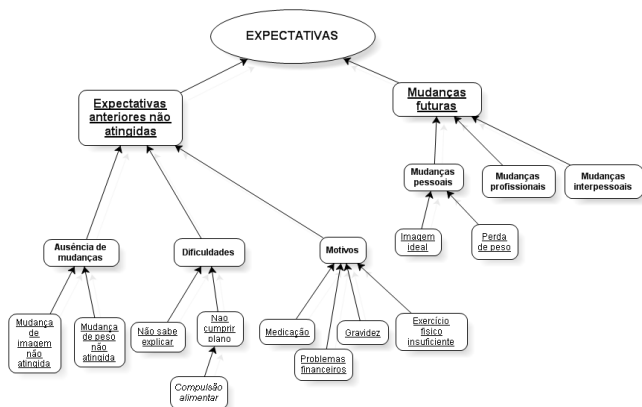 EXPECTATIVAS
Expectativas
anteriores não
atingidas
Mudanças
futuras
Mudanças
pessoais
Mudanças
profissionais
Mudanças
interpessoais
Imagem
ideal
Perda
de peso
Ausência de
mudanças
Dificuldades
Motivos
Mudança
de
imagem
não
atingida
Mudança
de peso
não
atingida
Não sabe
explicar
Nao
cumprir
plano
Compulsão
alimentar
Medicação
Problemas
financeiros
Gravidez
Exercício
físico
insuficiente